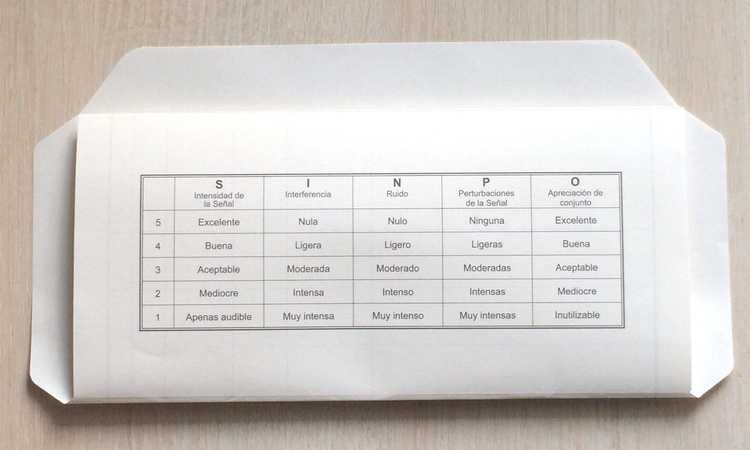 S I N P O
Intensidad de la Señal Interferencia Ruido Perturbaciones de la Señal Apreciación de conjunto
5 Excelente Nula Nulo Ninguna Excelente
4 Buena Ligera Ligero Ligeras Buena
3 Aceptable Moderada Moderado Moderadas Aceptable
2 Mediocre Intensa Intenso Intensas Mediocre
1 Apenas audible Muy intensa Muy intenso Muy intensas Inutilizable